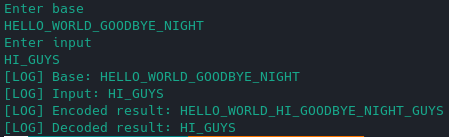 Enter base
HELLO_WORLD_GOODBYE_NIGHT
Enter input
HI_GUYS
[LOG] Base: HELLO_WORLD_GOODBYE_NIGHT
[LOG] Input: HI_GUYS
[LOG] Encoded result: HELLO_WORLD_HI_GOODBYE_NIGHT_GUYS
[LOG] Decoded result: HI_GUYS